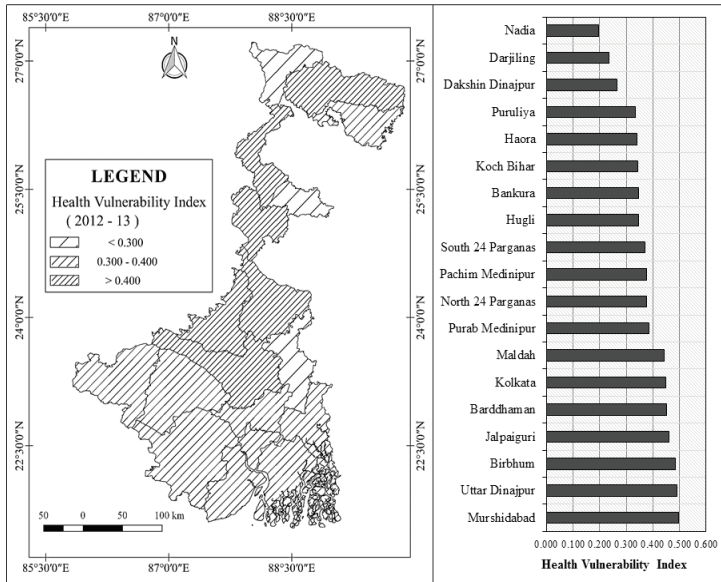 85°30'0"E 87°0'0"E 88°30'0"E
N
27°0'0"N 27°0'0"N
25°30'0"N 25°30'0"N
24°0'0"N 24°0'0"N
22°30'0"N 22°30'0"N
LEGEND
Health Vulnerability Index
( 2012 - 13 )
< 0.300
0.300 - 0.400
> 0.400
50 0 50 100 km
85°30'0"E 87°0'0"E 88°30'0"E
Nadia
Darjiling
Dakshin Dinajpur
Puruliya
Haora
Koch Bihar
Bankura
Hugli
South 24 Parganas
Pachim Medinipur
North 24 Parganas
Purab Medinipur
Maldah
Kolkata
Barddhaman
Jalpaiguri
Birbhum
Uttar Dinajpur
Murshidabad
0.000 0.100 0.200 0.300 0.400 0.500 0.600
Health Vulnerability Index